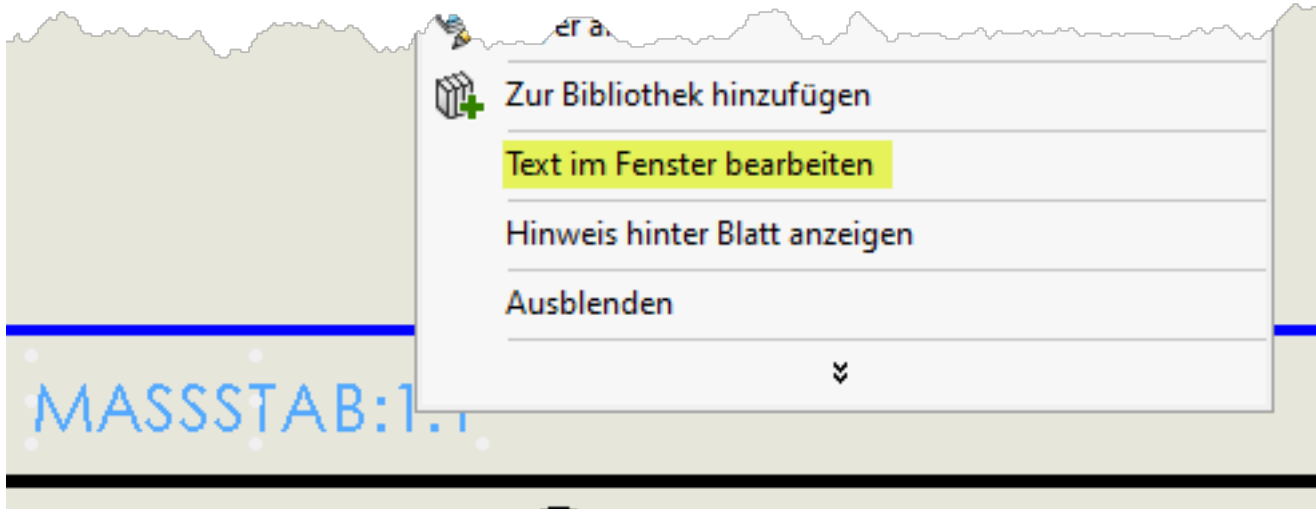 Zur Bibliothek hinzufügen
Text im Fenster bearbeiten
Hinweis hinter Blatt anzeigen
Ausblenden
MASSSTAB:1:1